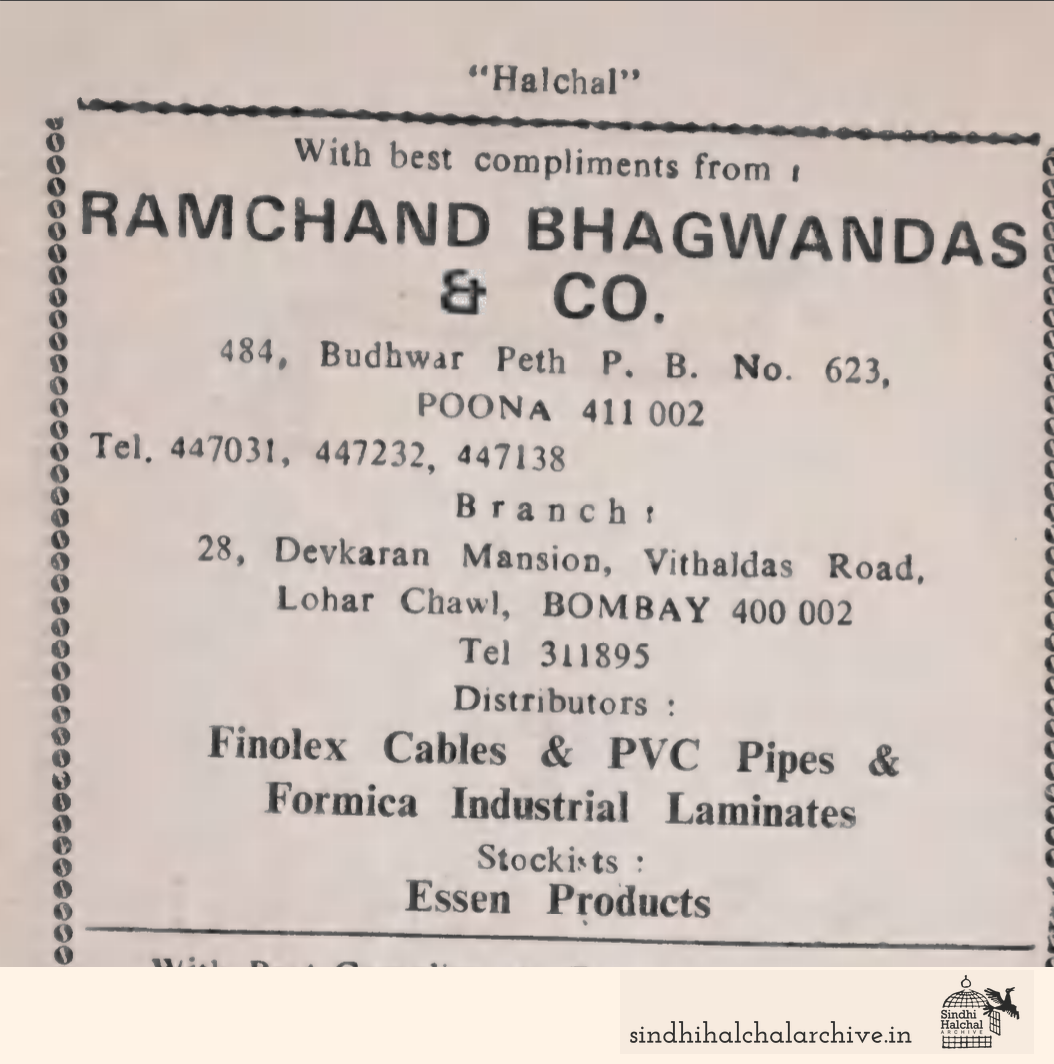 “Halchal”
With best compliments from :
RAMCHAND BHAGWANDAS
& CO.
484, Budhwar Peth P. B. No. 623,
POONA 411 002
Tel. 447031, 447232, 447138
Branch :
28, Devkaran Mansion, Vithaldas Road,
Lohar Chawl, BOMBAY 400 002
Tel 311895
Distributors :
Finolex Cables & PVC Pipes &
Formica Industrial Laminates
Stockists :
Essen Products
sindhihalchalarchive.in
Sindhi
Halchal
ARCHIVE